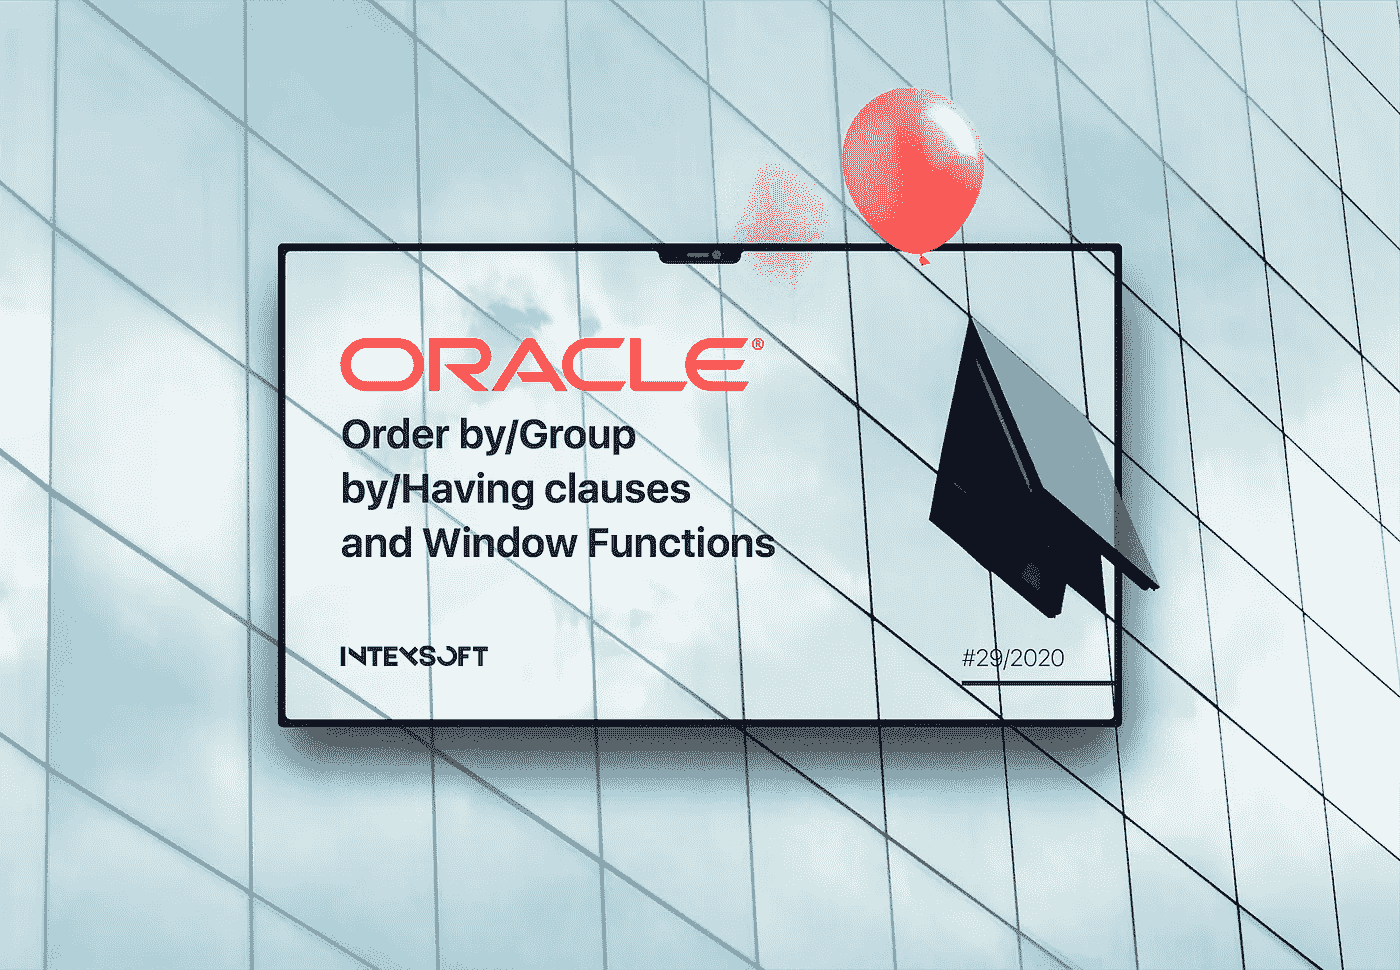 ORACLE®
Order by/Group
by/Having clauses
and Window Functions
INTEXSOFT
#29/2020